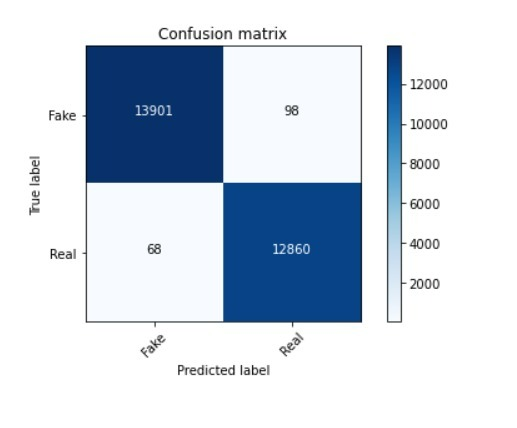 Confusion matrix
True label
Fake
13901
98
Real
68
12860
Fake
Real
Predicted label
12000
10000
8000
6000
4000
2000